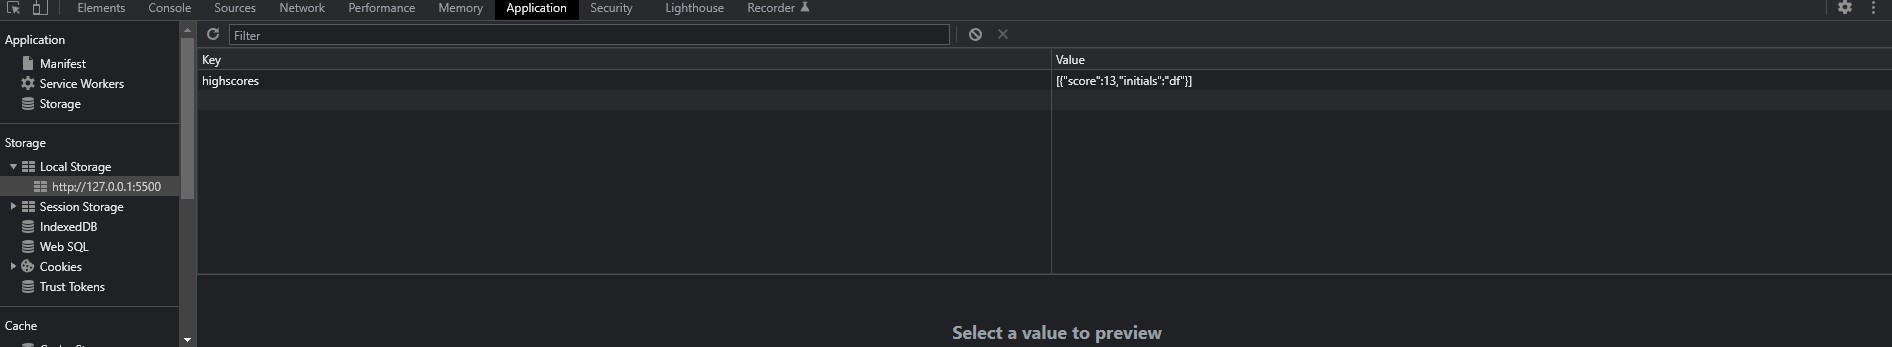 Elements Console Sources Network Performance Memory Application Security Lighthouse Recorder
Application
Manifest
Service Workers
Storage
Storage
Local Storage
http://127.0.0.1:5500
Session Storage
IndexedDB
Web SQL
Cookies
Trust Tokens
Cache
Filter
Key Value
highscores [{"score":13,"initials":"df"}]
Select a value to preview